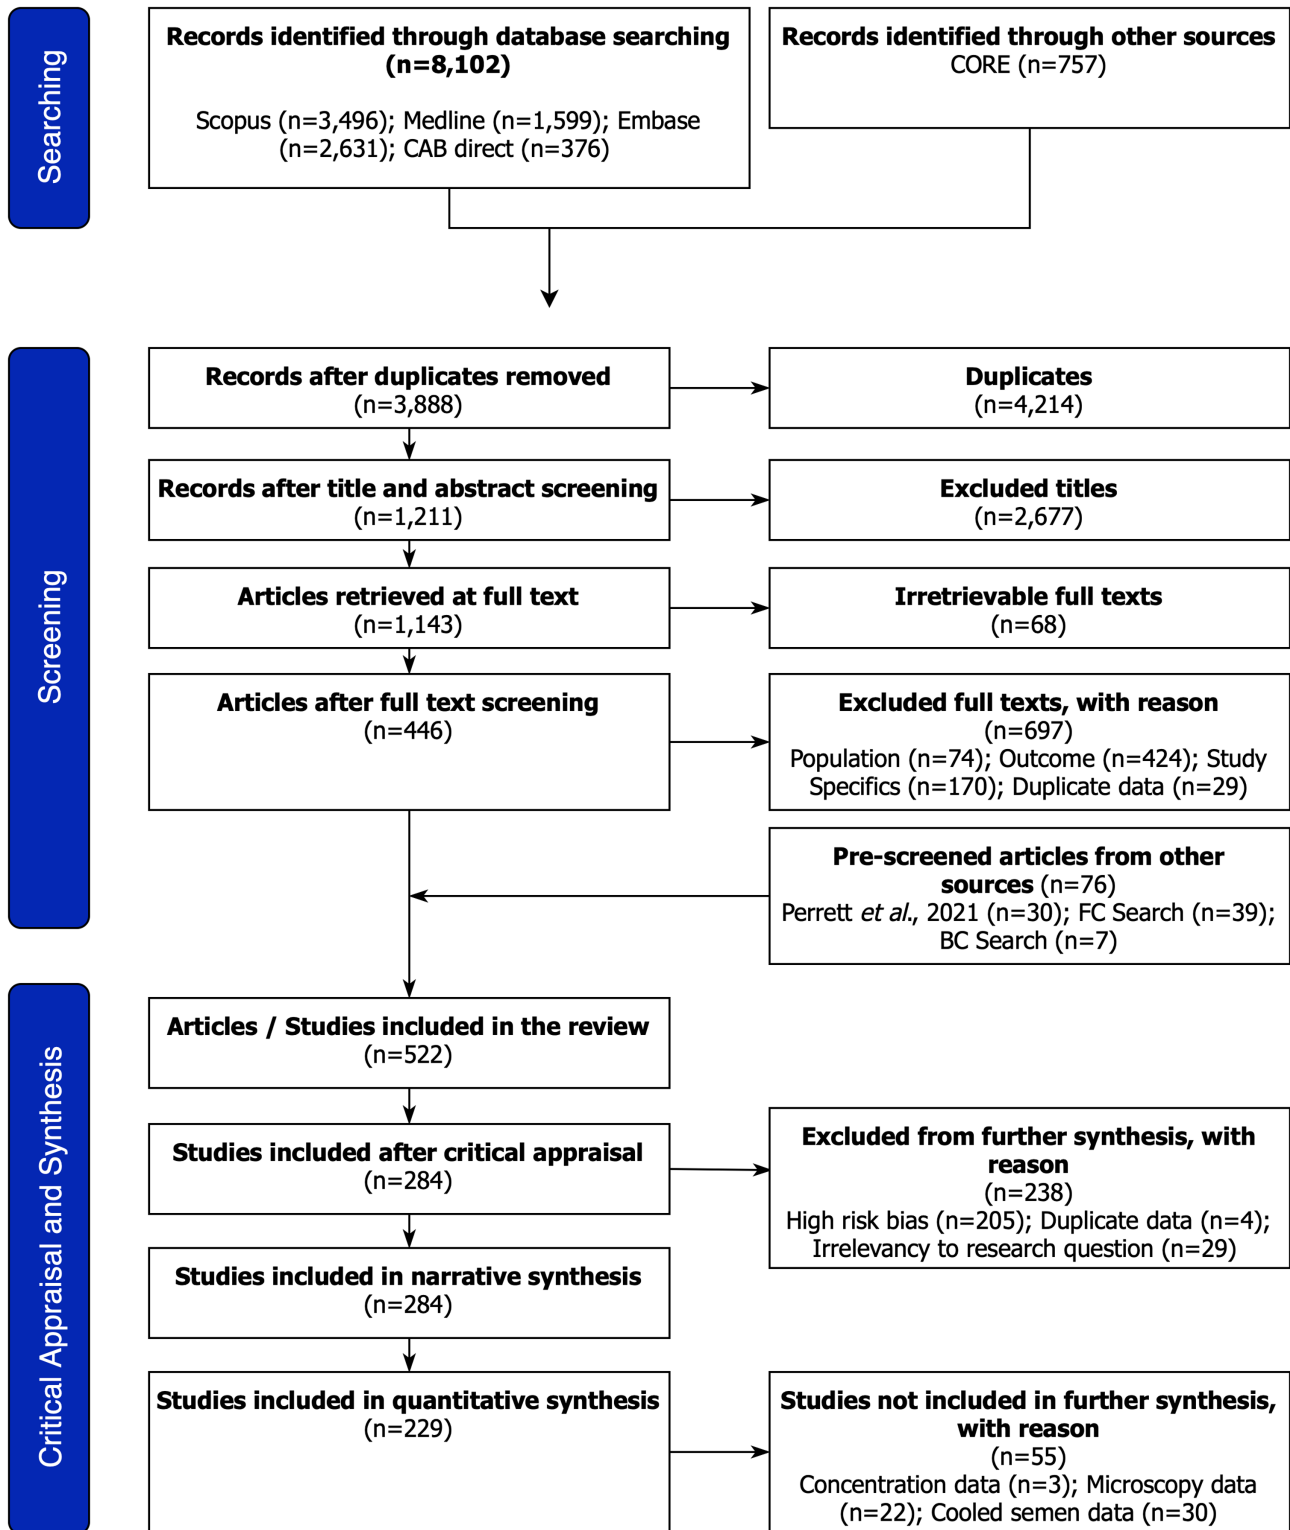 Searching
Records identified through database searching
(n=8,102)
Scopus (n=3,496); Medline (n=1,599); Embase
(n=2,631); CAB direct (n=376)
Records identified through other sources
CORE (n=757)
Screening
Records after duplicates removed
(n=3,888)
Duplicates
(n=4,214)
Records after title and abstract screening
(n=1,211)
Excluded titles
(n=2,677)
Articles retrieved at full text
(n=1,143)
Irretrievable full texts
(n=68)
Articles after full text screening
(n=446)
Excluded full texts, with reason
(n=697)
Population (n=74); Outcome (n=424); Study
Specifics (n=170); Duplicate data (n=29)
Pre-screened articles from other
sources (n=76)
Perrett et al., 2021 (n=30); FC Search (n=39);
BC Search (n=7)
Critical Appraisal and Synthesis
Articles / Studies included in the review
(n=522)
Studies included after critical appraisal
(n=284)
Excluded from further synthesis, with
reason
(n=238)
High risk bias (n=205); Duplicate data (n=4);
Irrelevancy to research question (n=29)
Studies included in narrative synthesis
(n=284)
Studies included in quantitative synthesis
(n=229)
Studies not included in further synthesis,
with reason
(n=55)
Concentration data (n=3); Microscopy data
(n=22); Cooled semen data (n=30)